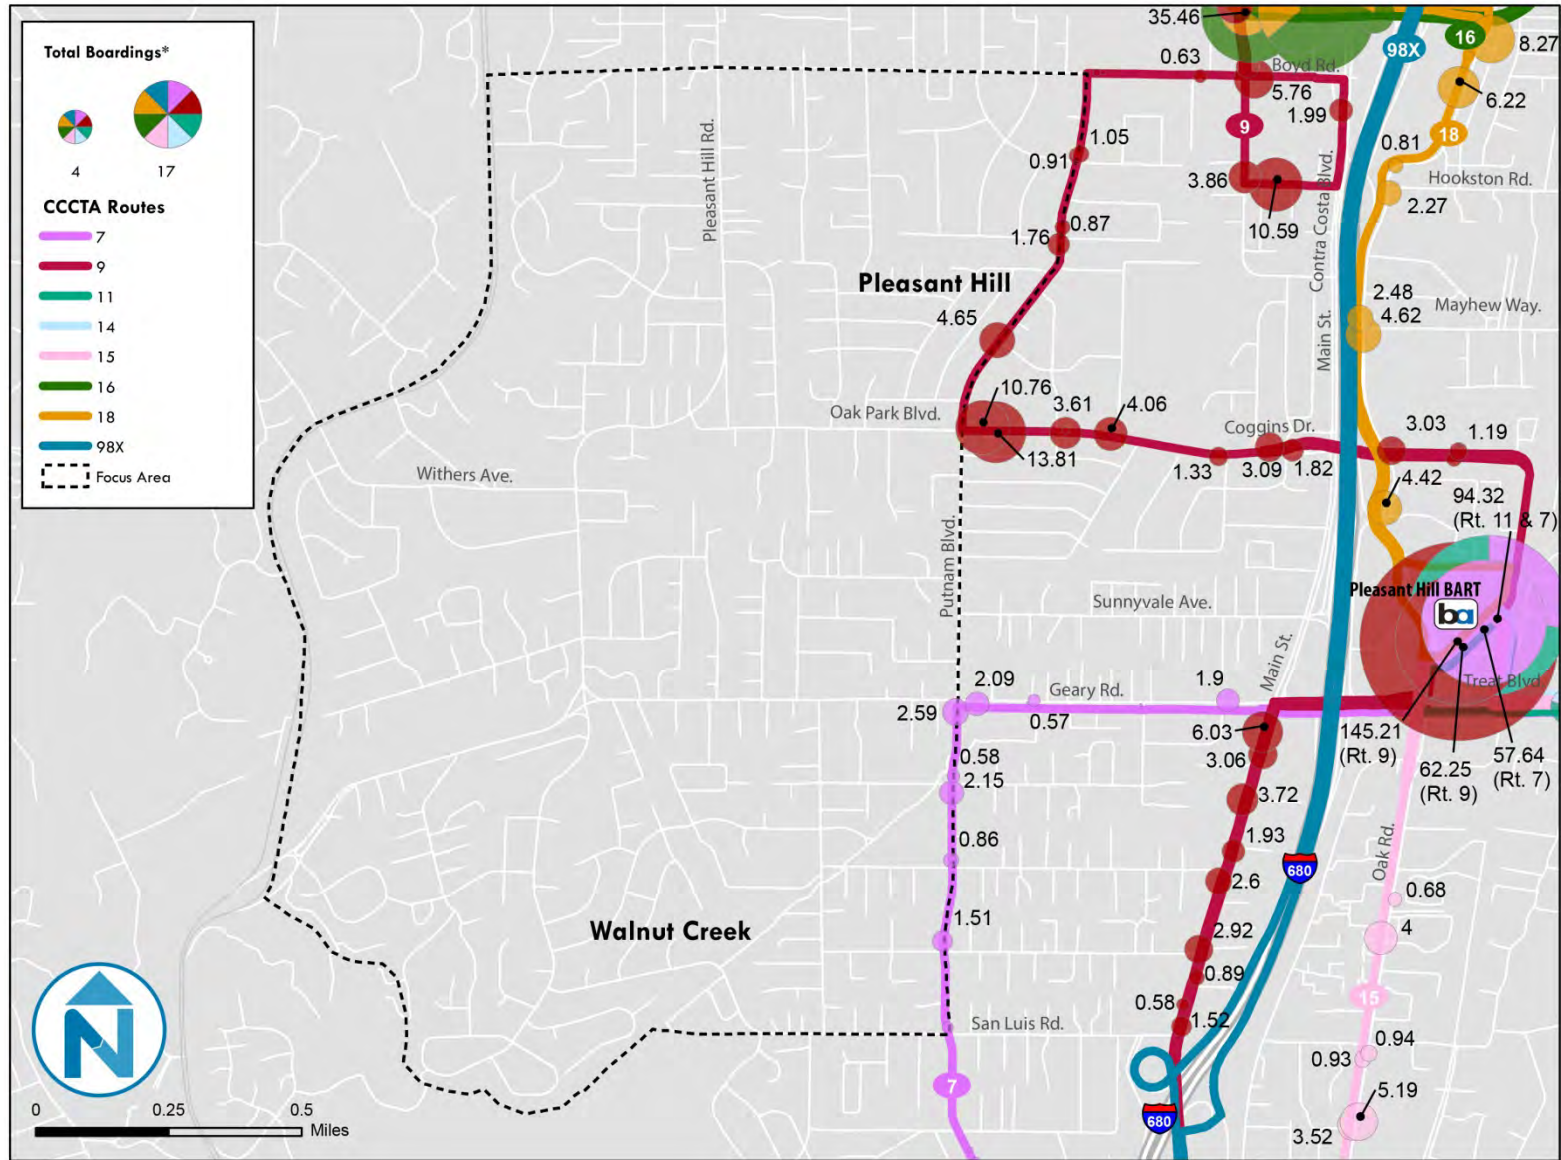 Total Boardings*
4
17
CCCTA Routes
7
9
11
14
15
16
18
98X
Focus Area
35.46
0.63
Boyd Rd.
5.76
1.99
9
3.86
10.59
98X
16
8.27
6.22
18
0.81
Hookston Rd.
2.27
Pleasant Hill Rd.
1.05
0.91
0.87
1.76
Pleasant Hill
4.65
Contra Costa Blvd.
Main St.
2.48
4.62
Mayhew Way.
10.76
3.61
4.06
Oak Park Blvd.
13.81
Coggins Dr.
1.33
3.09
1.82
3.03
1.19
4.42
94.32
(Rt. 11 & 7)
Withers Ave.
Putnam Blvd.
Sunnyvale Ave.
Pleasant Hill BART
ba
Main St.
Treat Blvd.
2.09
Geary Rd.
1.9
2.59
0.57
6.03
3.06
145.21
(Rt. 9)
62.25
(Rt. 9)
57.64
(Rt. 7)
0.58
2.15
3.72
0.86
1.93
2.6
680
Oak Rd.
0.68
4
Walnut Creek
1.51
2.92
0.89
0.58
1.52
15
San Luis Rd.
0.94
0.93
5.19
3.52
7
680
N
0
0.25
0.5
Miles